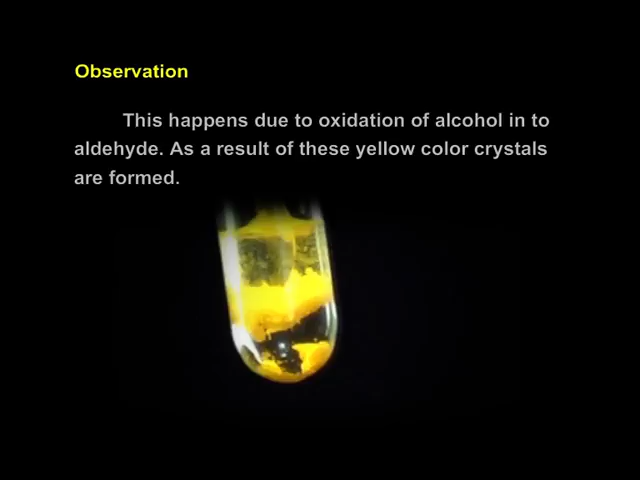 Observation
This happens due to oxidation of alcohol in to
aldehyde. As a result of these yellow color crystals
are formed.